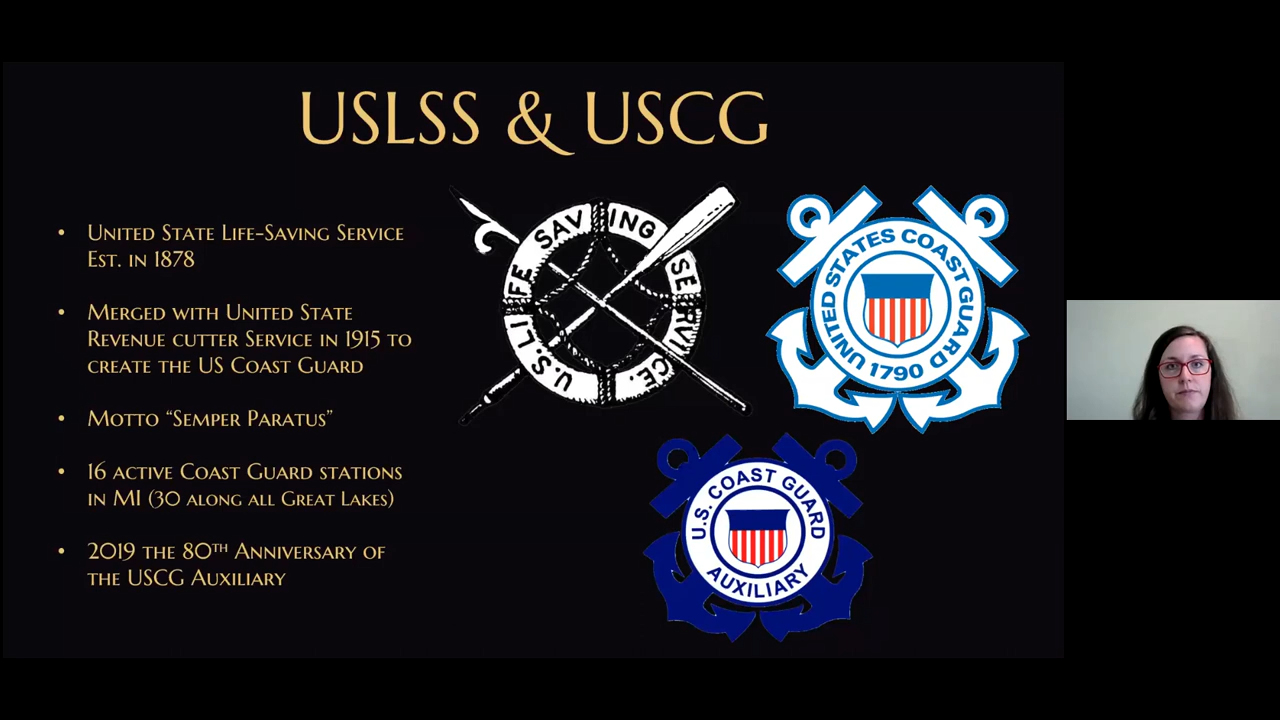 USLSS & USCG
• United State Life-Saving Service
Est. in 1878
• Merged with United State
Revenue cutter Service in 1915 to
create the US Coast Guard
• Motto “Semper Paratus”
• 16 active Coast Guard stations
in MI (30 along all Great Lakes)
• 2019 the 80th Anniversary of
the USCG Auxiliary
U.S. LIFE SAVING SERVICE.
UNITED STATES COAST GUARD
1790
U.S. COAST GUARD
AUXILIARY